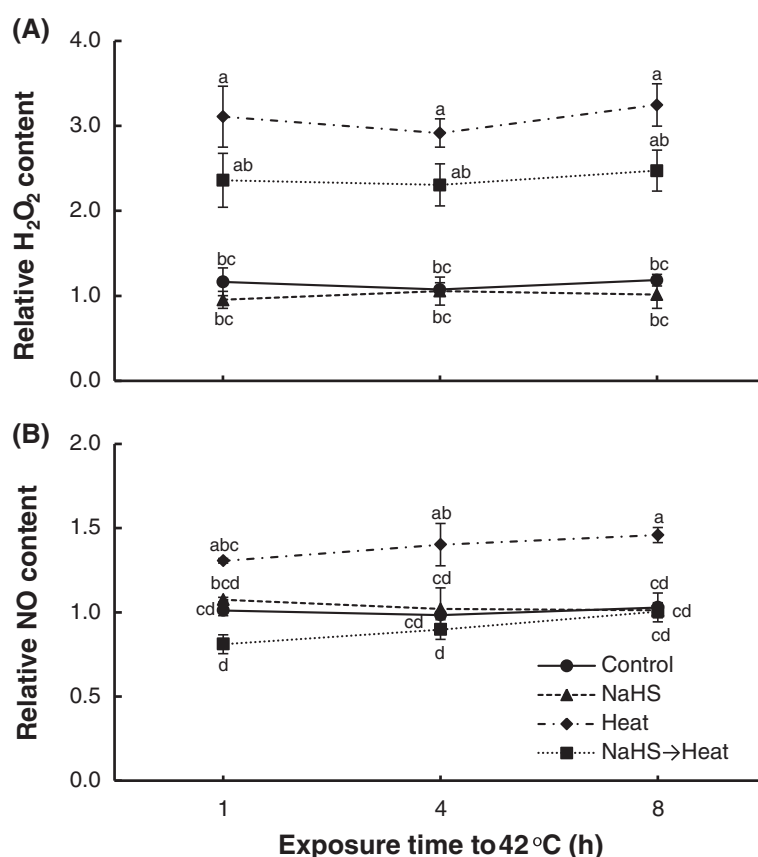 (A)
Relative H₂O₂ content
4.0
3.0
2.0
1.0
0.0
a
a
a
ab
ab
ab
bc
bc
bc
bc
bc
bc
(B)
Relative NO content
2.0
1.5
1.0
0.5
0.0
abc
ab
a
bcd
cd
cd
cd
cd
cd
d
d
cd
Control
NaHS
Heat
NaHS→Heat
1
4
8
Exposure time to 42 °C (h)